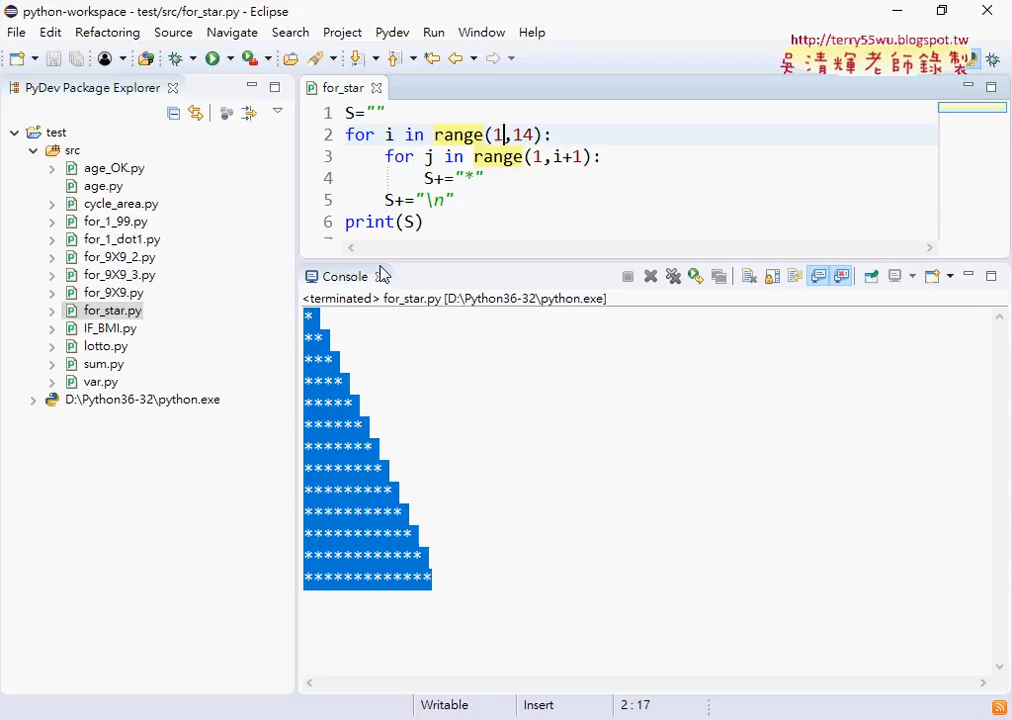 python-workspace - test/src/for_star.py - Eclipse
File Edit Refactoring Source Navigate Search Project Pydev Run Window Help
http://terry55wu.blogspot.tw
吳清輝老師錄製
PyDev Package Explorer
for_star
test
src
age_OK.py
age.py
cycle_area.py
for_1_99.py
for_1_dot1.py
for_9X9_2.py
for_9X9_3.py
for_9X9.py
for_star.py
IF_BMI.py
lotto.py
sum.py
var.py
D:\Python36-32\python.exe
1 S=""
2 for i in range(1,14):
3 for j in range(1,i+1):
4 S+="*"
5 S+="\n"
6 print(S)
Console
<terminated> for_star.py [D:\Python36-32\python.exe]
*
**
***
****
*****
******
*******
********
*********
**********
***********
************
*************
Writable Insert 2 : 17